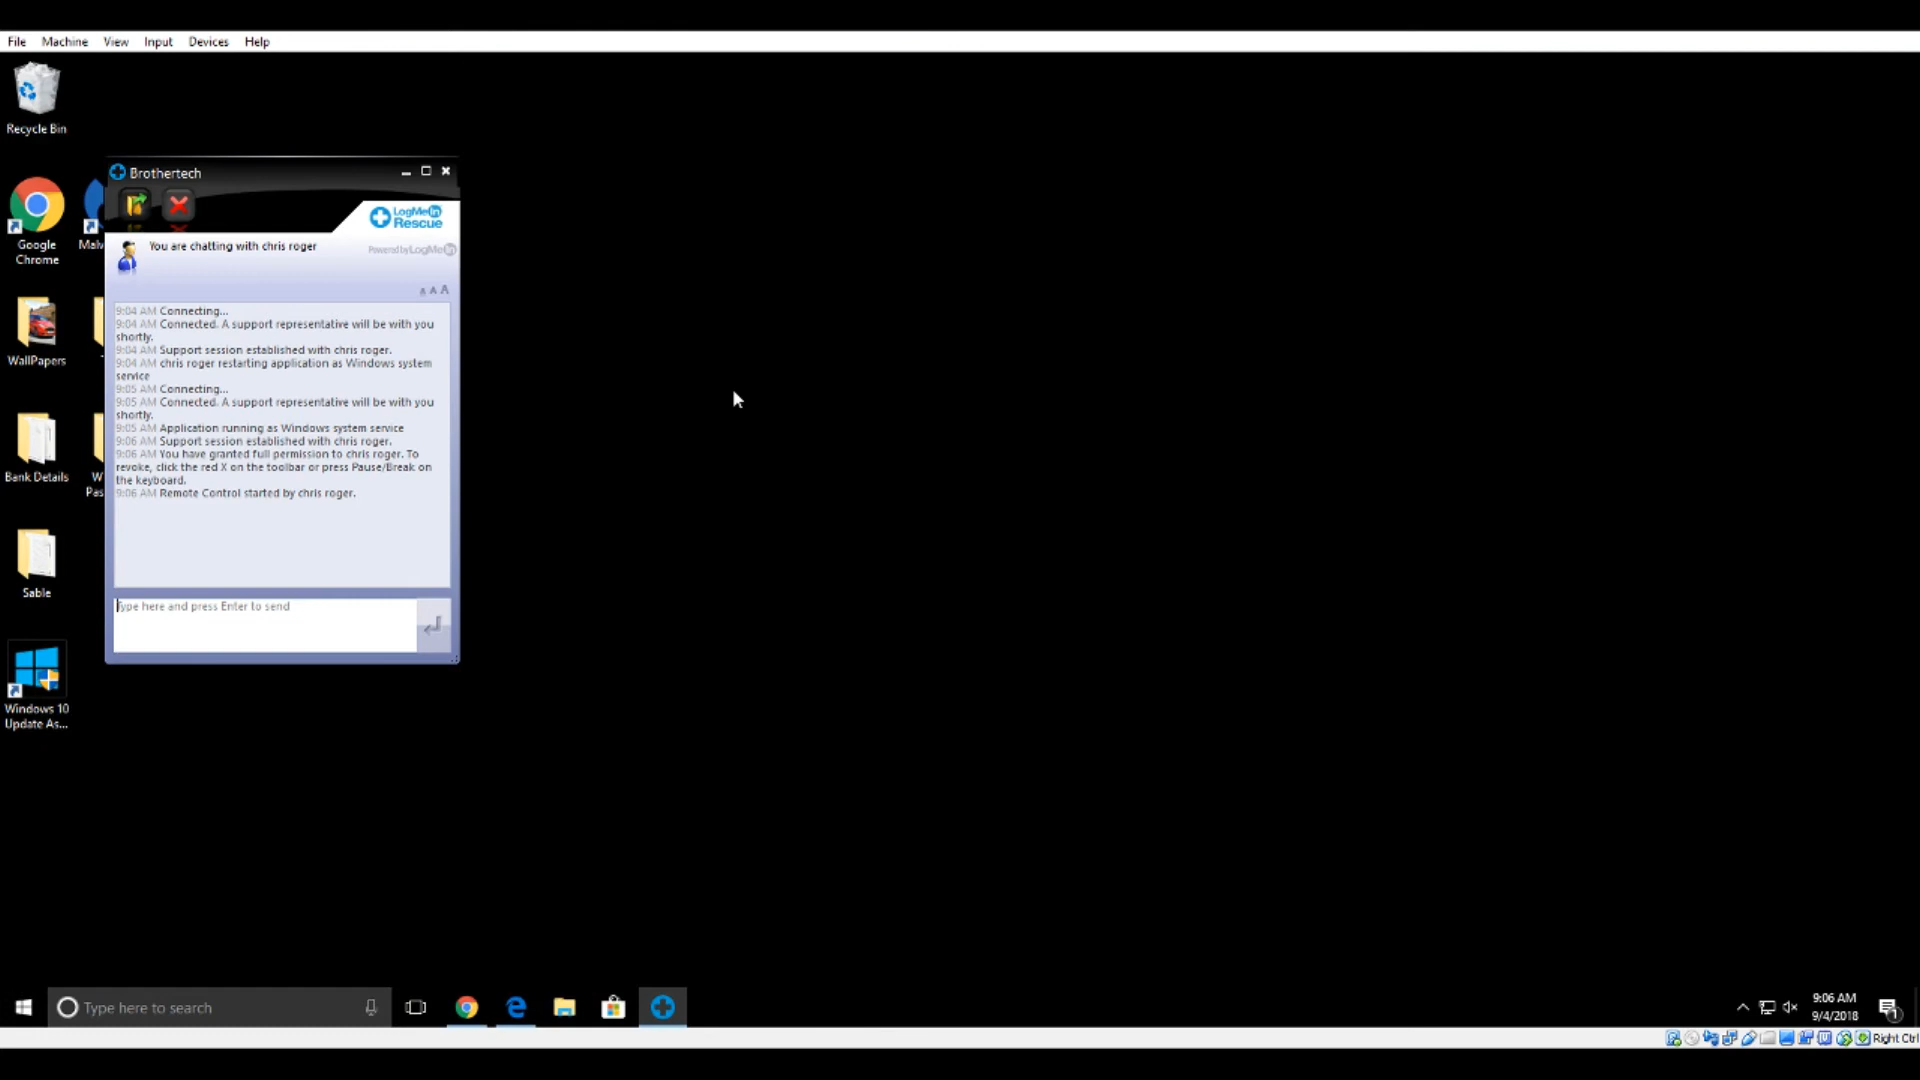 File Machine View Input Devices Help
Recycle Bin
Google
Chrome
Malw
WallPapers
Bank Details
W
Pas
Sable
Windows 10
Update As...
Brothertech
LogMeIn
Rescue
You are chatting with chris roger
Powered by LogMeIn
A A A
9:04 AM Connecting...
9:04 AM Connected. A support representative will be with you
shortly.
9:04 AM Support session established with chris roger.
9:04 AM chris roger restarting application as Windows system
service
9:05 AM Connecting...
9:05 AM Connected. A support representative will be with you
shortly.
9:05 AM Application running as Windows system service
9:06 AM Support session established with chris roger.
9:06 AM You have granted full permission to chris roger. To
revoke, click the red X on the toolbar or press Pause/Break on
the keyboard.
9:06 AM Remote Control started by chris roger.
Type here and press Enter to send
Type here to search
9:06 AM
9/4/2018
1
Right Ctrl